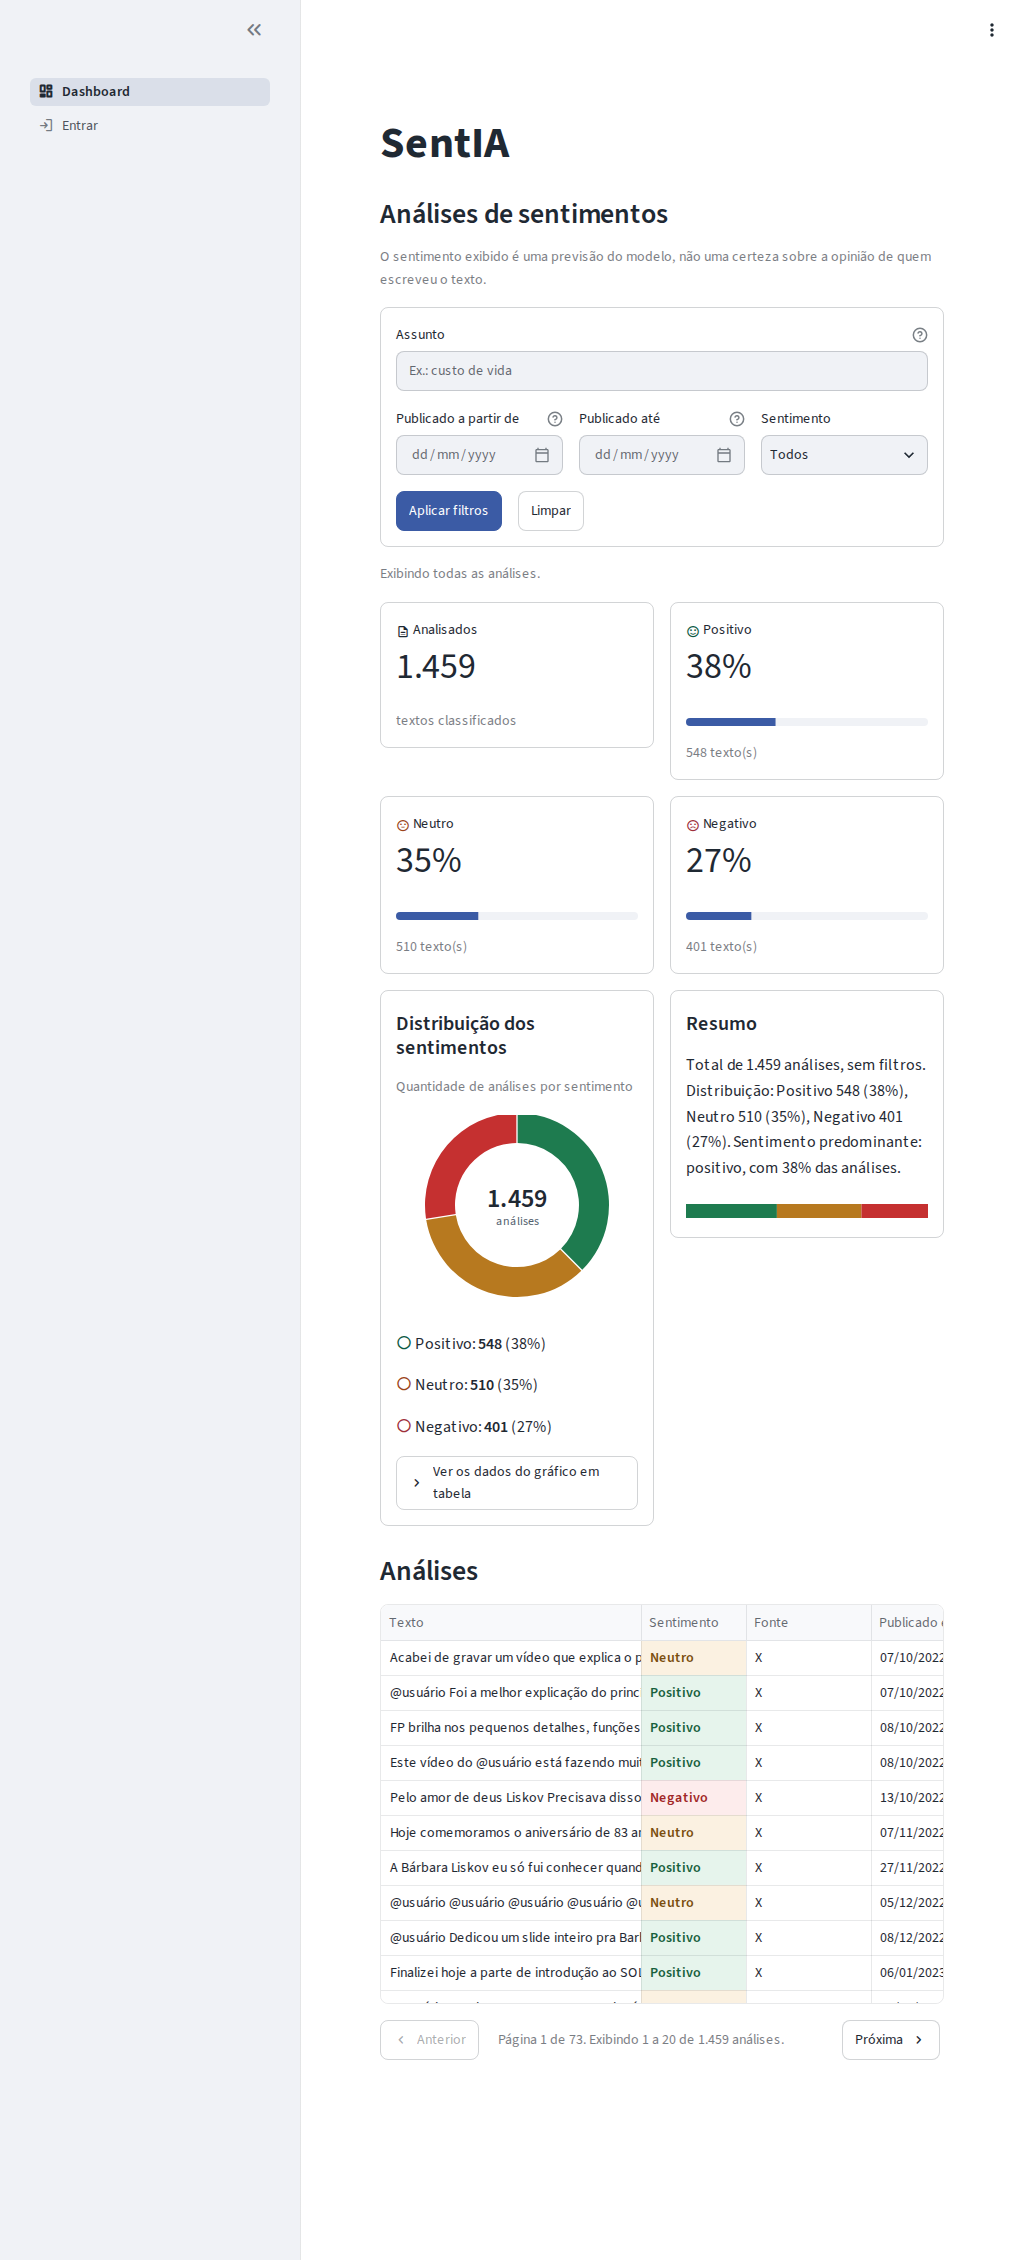 Dashboard
Entrar
SentIA
Análises de sentimentos
O sentimento exibido é uma previsão do modelo, não uma certeza sobre a opinião de quem
escreveu o texto.
Assunto
Ex.: custo de vida
Publicado a partir de
Publicado até
Sentimento
dd/mm/yyyy
dd/mm/yyyy
Todos
Aplicar filtros
Limpar
Exibindo todas as análises.
Analisados
1.459
textos classificados
Positivo
38%
548 texto(s)
Neutro
35%
510 texto(s)
Negativo
27%
401 texto(s)
Distribuição dos
sentimentos
Quantidade de análises por sentimento
1.459
análises
Positivo: 548 (38%)
Neutro: 510 (35%)
Negativo: 401 (27%)
Ver os dados do gráfico em
tabela
Resumo
Total de 1.459 análises, sem filtros.
Distribuição: Positivo 548 (38%),
Neutro 510 (35%), Negativo 401
(27%). Sentimento predominante:
positivo, com 38% das análises.
Análises
Texto Sentimento Fonte Publicado
Acabei de gravar um vídeo que explica o Neutro X 07/10/2022
@usuário Foi a melhor explicação do Positivo X 07/10/2022
FP brilha nos pequenos detalhes, funções Positivo X 08/10/2022
Este vídeo do @usuário está fazendo Positivo X 08/10/2022
Pelo amor de deus Liskov Precisava disso Negativo X 13/10/2022
Hoje comemoramos o aniversário de 83 Neutro X 07/11/2022
A Bárbara Liskov eu só fui conhecer Positivo X 27/11/2022
@usuário @usuário @usuário @usuário Neutro X 05/12/2022
@usuário Dedicou um slide inteiro pra Positivo X 08/12/2022
Finalizei hoje a parte de introdução ao Positivo X 06/01/2023
Anterior
Página 1 de 73. Exibindo 1 a 20 de 1.459 análises.
Próxima